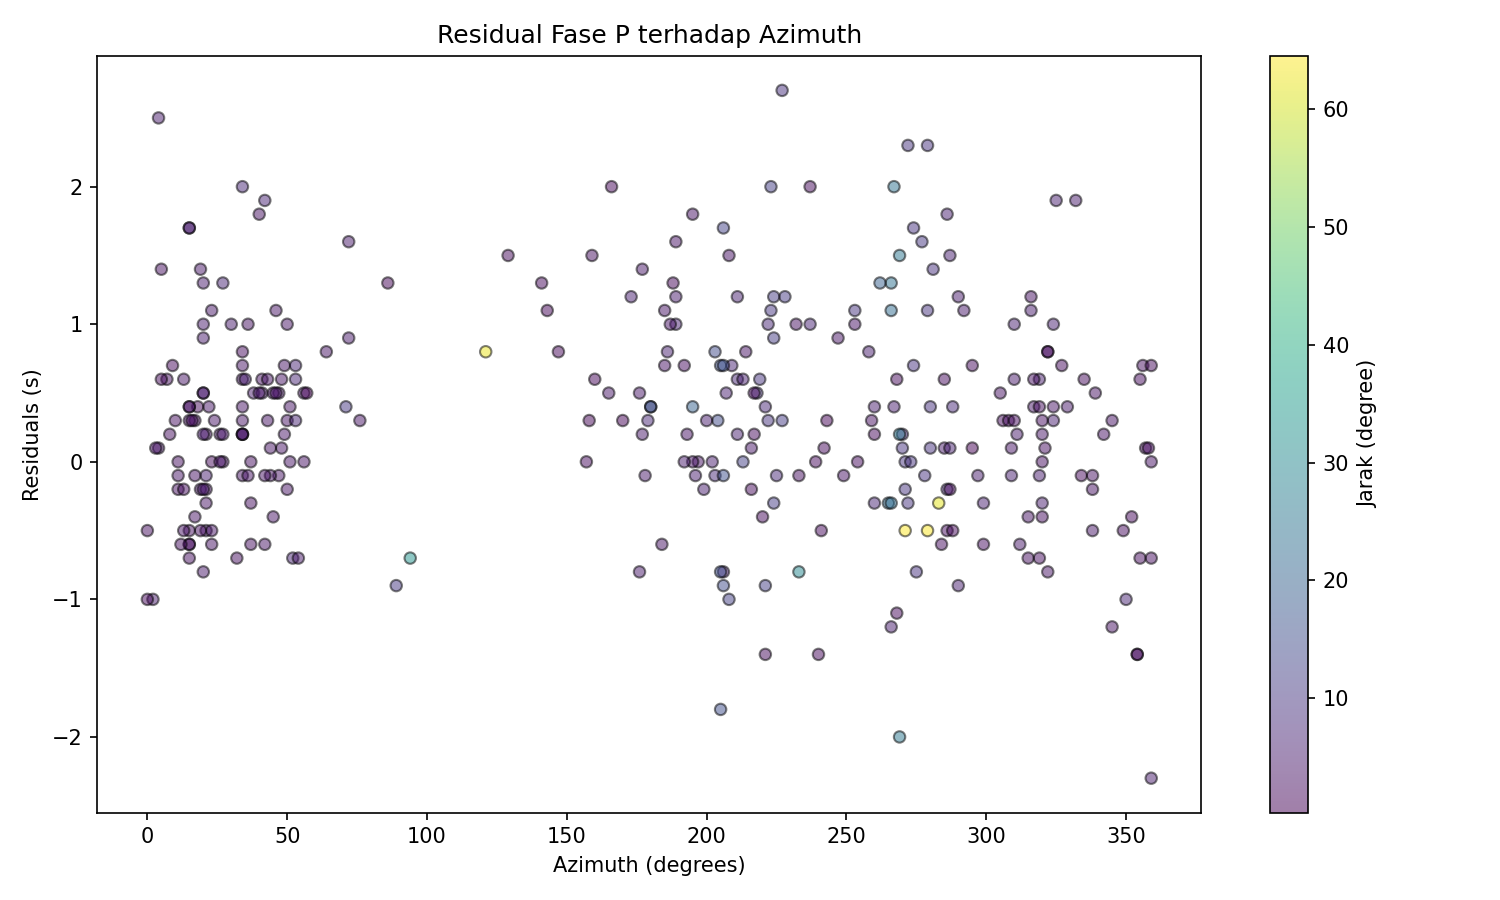 Residual Fase P terhadap Azimuth
Residuals (s)
2
1
0
−1
−2
0 50 100 150 200 250 300 350
Azimuth (degrees)
60
50
40
30
20
10
Jarak (degree)